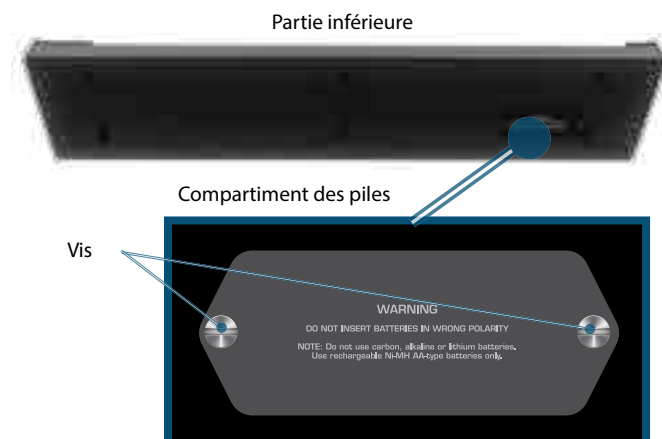 Partie inférieure
Compartiment des piles
Vis
WARNING
DO NOT INSERT BATTERIES IN WRONG POLARITY
NOTE: Do not use carbon, alkaline or lithium batteries.
Use rechargeable Ni-MH AA-type batteries only.